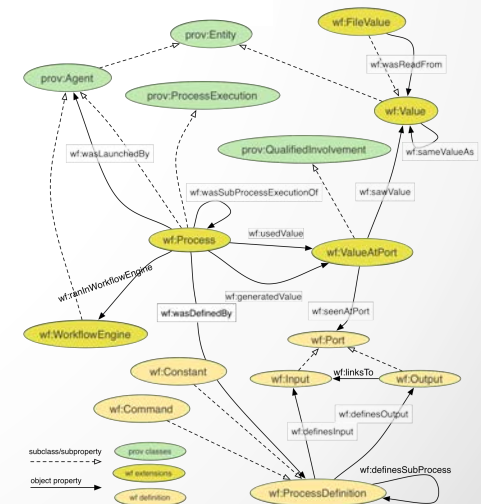 wf:FileValue
prov:Entity
wf:wasReadFrom
prov:Agent
prov:ProcessExecution
wf:Value
prov:QualifiedInvolvement
wf:sameValueAs
wf:wasLaunchedBy
wf:wasSubProcessExecutionOf
wf:sawValue
wf:usedValue
wf:Process
wf:ValueAtPort
wf:ranInWorkflowEngine
wf:generatedValue
wf:wasDefinedBy
wf:seenAtPort
wf:WorkflowEngine
wf:Port
wf:Constant
wf:Input
wf:linksTo
wf:Output
wf:Command
wf:definesOutput
wf:definesInput
subclass/subproperty
prov classes
wf extensions
object property
wf definition
wf:definesSubProcess
wf:ProcessDefinition